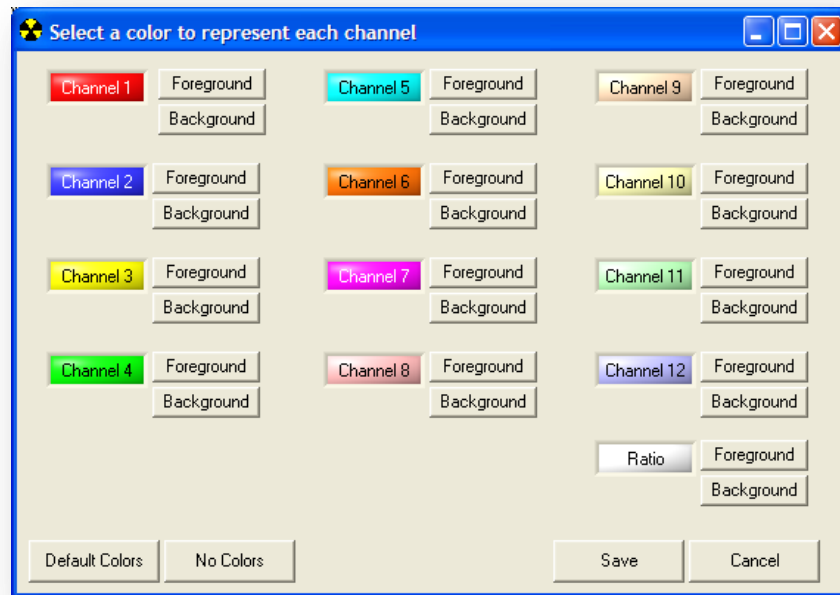 Select a color to represent each channel
Channel 1 Foreground Channel 5 Foreground Channel 9 Foreground
Background Background Background
Channel 2 Foreground Channel 6 Foreground Channel 10 Foreground
Background Background Background
Channel 3 Foreground Channel 7 Foreground Channel 11 Foreground
Background Background Background
Channel 4 Foreground Channel 8 Foreground Channel 12 Foreground
Background Background Background
Ratio Foreground
Background
Default Colors No Colors Save Cancel